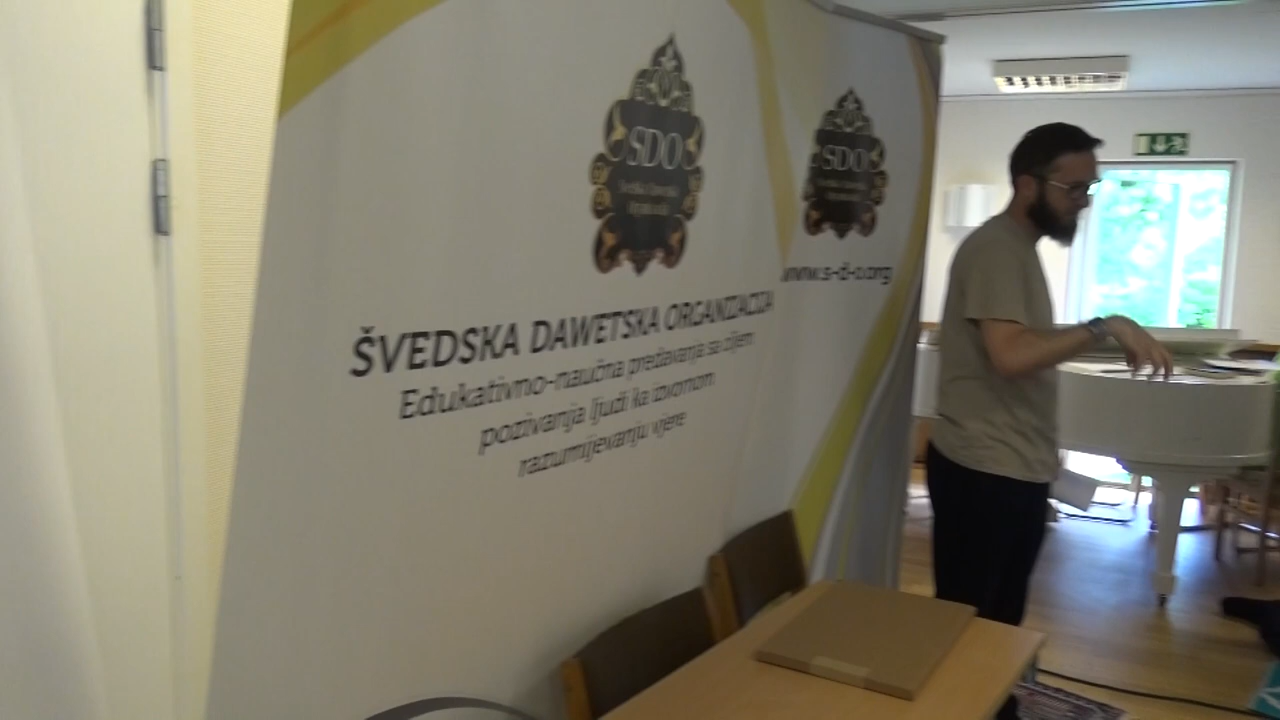 SDO
SDO
www.s-d-o.org
ŠVEDSKA DAWETSKA ORGANIZACIJA
Edukativno-naučna predavanja sa ciljem
pozivanja ljudi ka izvornom
razumijevanju vjere